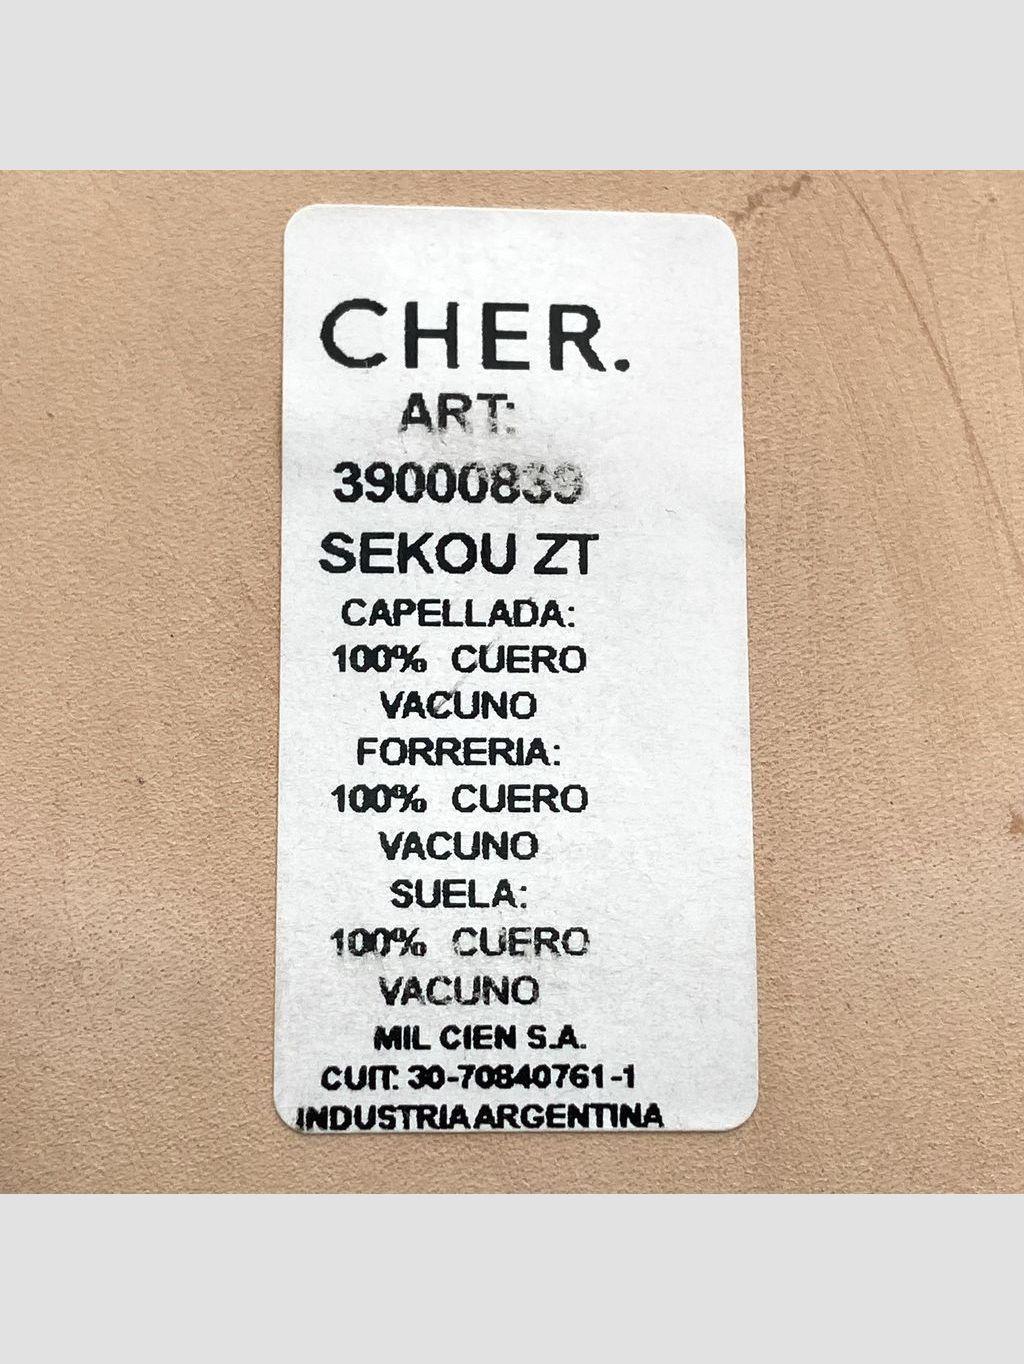 CHER.
ART:
39000839
SEKOU ZT
CAPELLADA:
100% CUERO
VACUNO
FORRERIA:
100% CUERO
VACUNO
SUELA:
100% CUERO
VACUNO
MIL CIEN S.A.
CUIT: 30-70840761-1
INDUSTRIA ARGENTINA